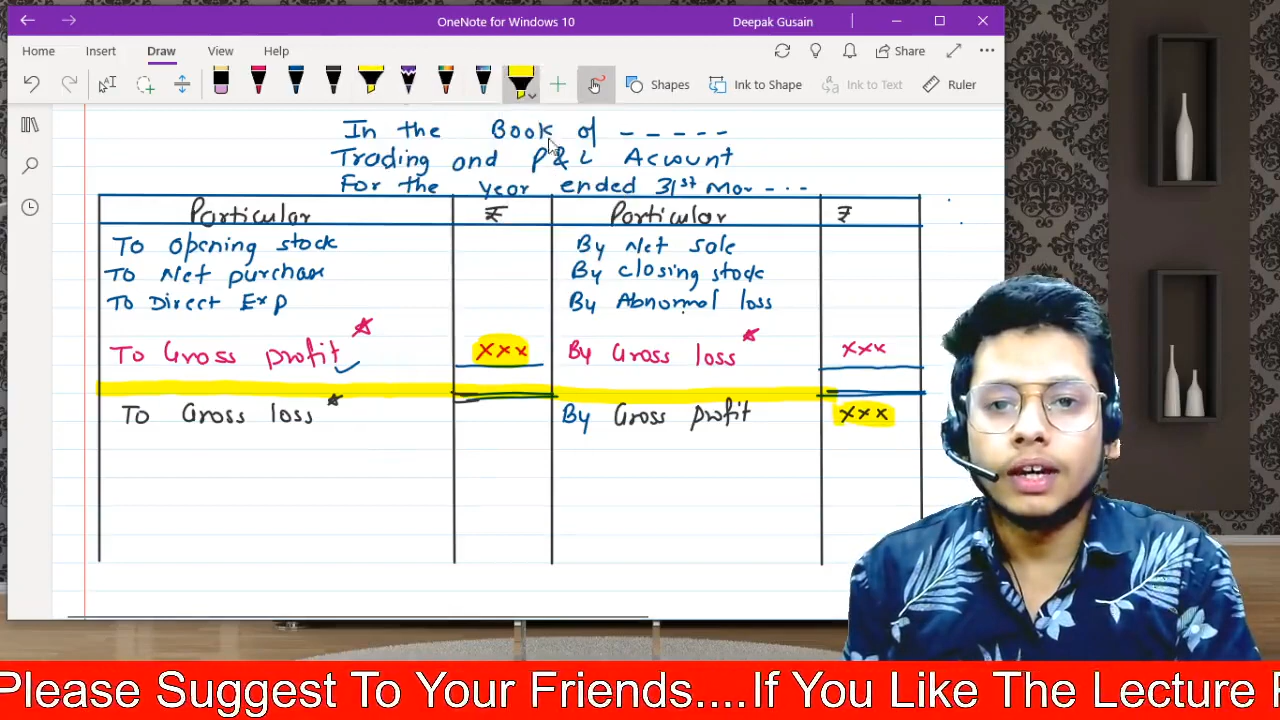 OneNote for Windows 10
Deepak Gusain
Home Insert Draw View Help
Share
Shapes Ink to Shape Ink to Text Ruler
In the Book of - - - - -
Trading and P & L Account
For the year ended 31st Mar - - -
Particular ₹ Particular ₹
To opening stock By Net sale
To Net purchase By closing stock
To Direct Exp By Abnormal loss
To Gross profit xxx By Gross loss xxx
To Gross loss By Gross profit xxx
Please Suggest To Your Friends....If You Like The Lecture